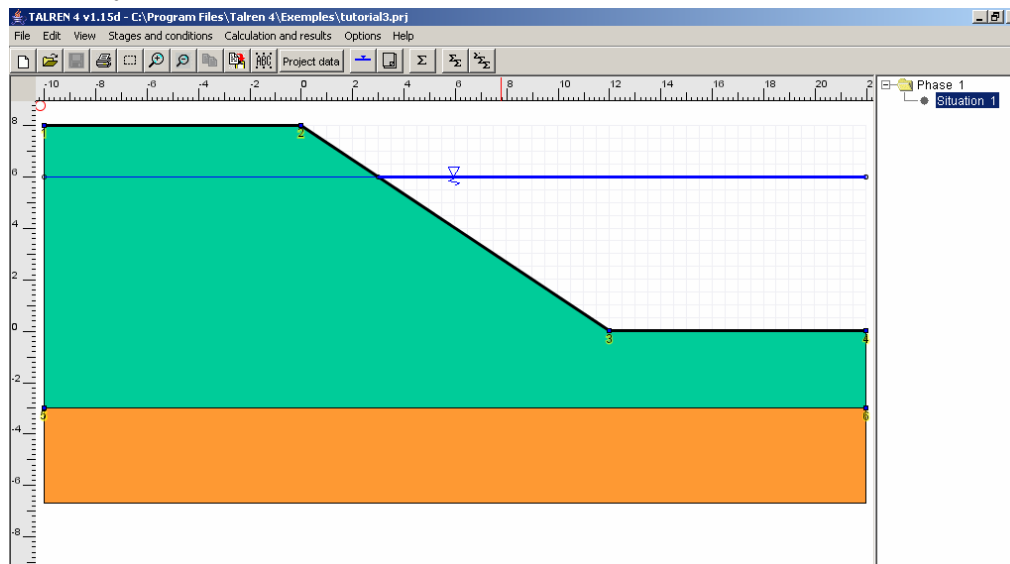 TALREN 4 v1.15d - C:\Program Files\Talren 4\Exemples\tutorial3.prj
File Edit View Stages and conditions Calculation and results Options Help
ABC Project data Σ Σ Σ Σ Σ
-10 -8 -6 -4 -2 0 2 4 6 8 10 12 14 16 18 20 2
Phase 1
Situation 1
8
1 2
6
4
2
0
3 4
-2
5 6
-4
-6
-8